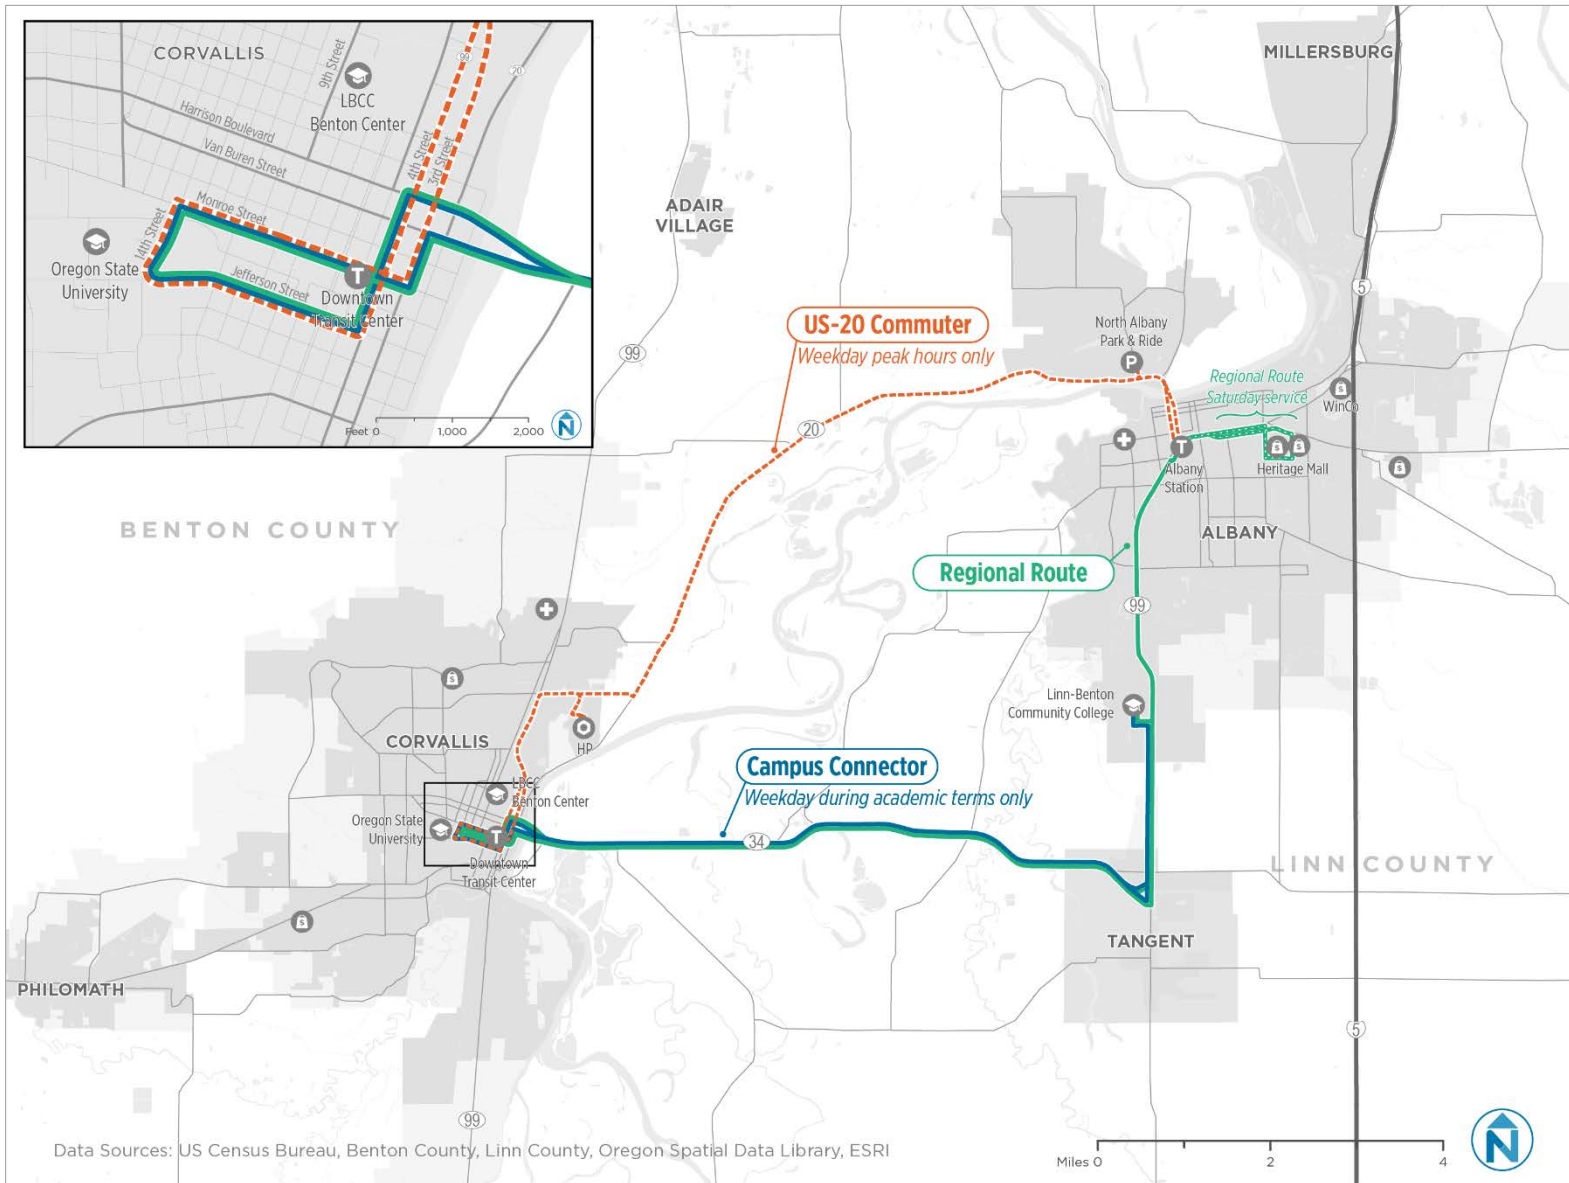 CORVALLIS
9th Street
99
20
LBCC
Benton Center
Harrison Boulevard
Van Buren Street
4th Street
3rd Street
Monroe Street
14th Street
Oregon State
University
Jefferson Street
T
Downtown
Transit Center
Feet 0
1,000
2,000
N
MILLERSBURG
ADAIR
VILLAGE
5
99
US-20 Commuter
Weekday peak hours only
North Albany
Park & Ride
P
Regional Route
Saturday service
S
WinCo
20
T
Albany
Station
S
S
Heritage Mall
S
BENTON COUNTY
ALBANY
Regional Route
99
S
Linn-Benton
Community College
CORVALLIS
HP
Campus Connector
Weekday during academic terms only
LBCC
Benton Center
Oregon State
University
T
Downtown
Transit Center
34
LINN COUNTY
S
TANGENT
PHILOMATH
5
99
Data Sources: US Census Bureau, Benton County, Linn County, Oregon Spatial Data Library, ESRI
Miles 0
2
4
N